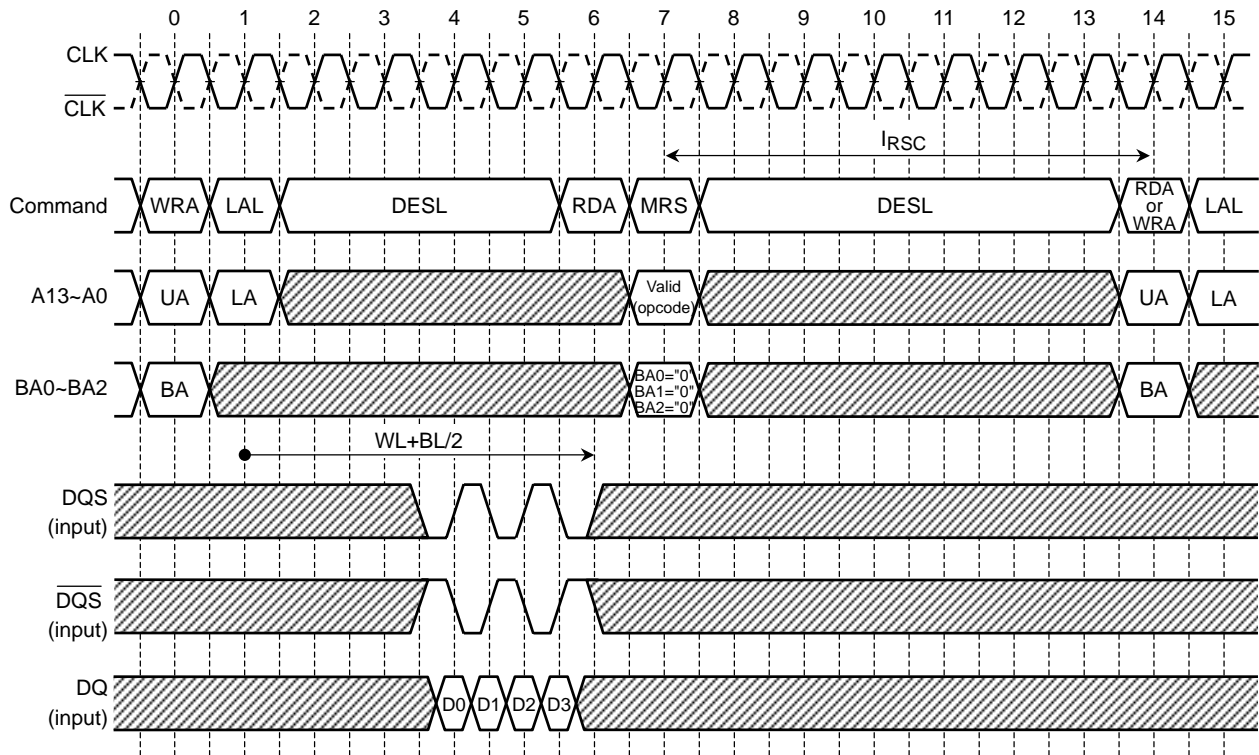 0 1 2 3 4 5 6 7 8 9 10 11 12 13 14 15
CLK
CLK
IRSC
Command WRA LAL DESL RDA MRS DESL RDA or WRA LAL
A13~A0 UA LA Valid (opcode) UA LA
BA0~BA2 BA BA0="0" BA1="0" BA2="0" BA
WL+BL/2
DQS
(input)
DQS
(input)
DQ
(input)
D0 D1 D2 D3